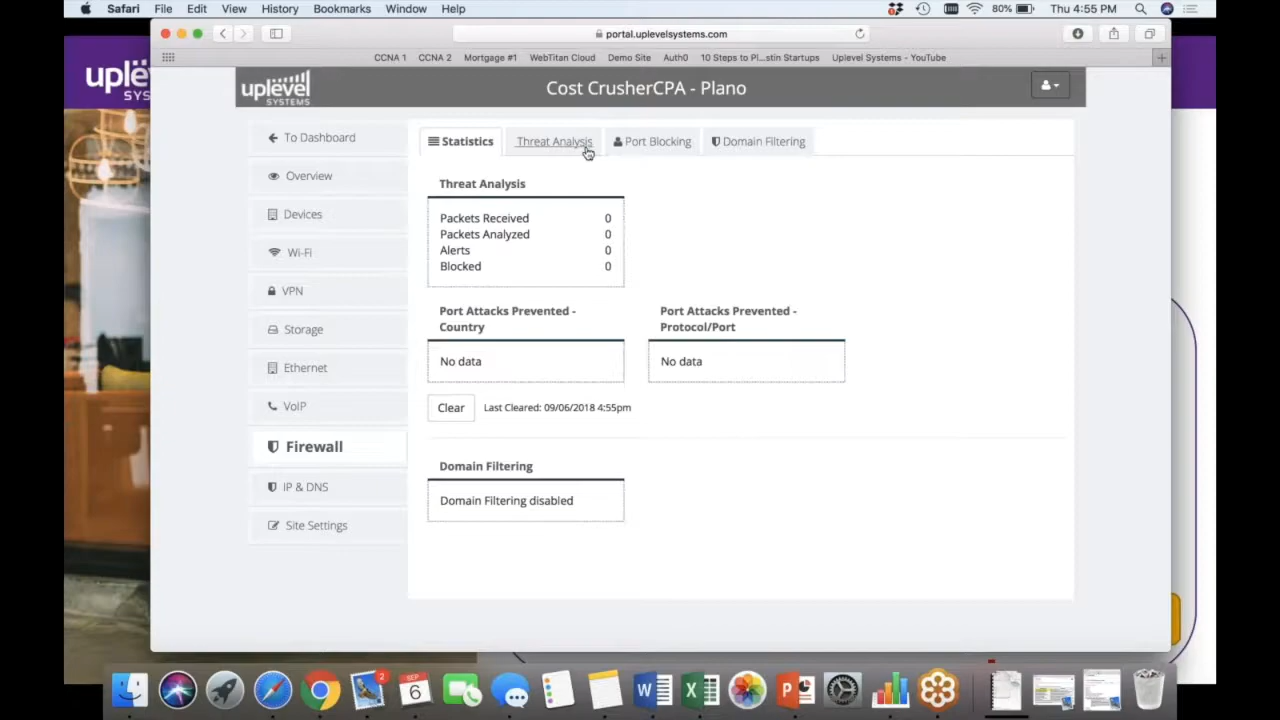 Safari File Edit View History Bookmarks Window Help
80% Thu 4:55 PM
uplev
SYS
portal.uplevelsystems.com
CCNA 1 CCNA 2 Mortgage #1 WebTitan Cloud Demo Site Auth0 10 Steps to Pl...stin Startups Uplevel Systems - YouTube
uplevel
SYSTEMS
Cost CrusherCPA - Plano
To Dashboard
Overview
Devices
Wi-Fi
VPN
Storage
Ethernet
VoIP
Firewall
IP & DNS
Site Settings
Statistics Threat Analysis Port Blocking Domain Filtering
Threat Analysis
Packets Received 0
Packets Analyzed 0
Alerts 0
Blocked 0
Port Attacks Prevented -
Country
No data
Port Attacks Prevented -
Protocol/Port
No data
Clear Last Cleared: 09/06/2018 4:55pm
Domain Filtering
Domain Filtering disabled
2
SEP
6